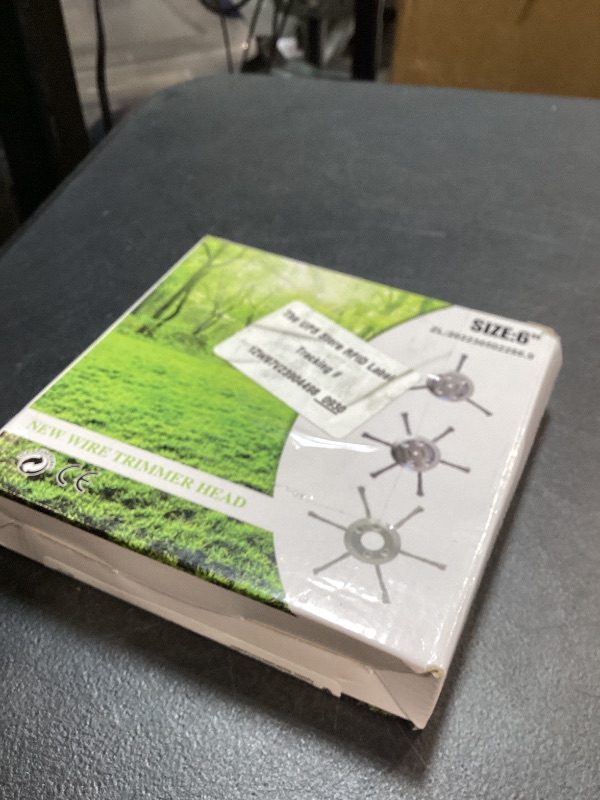 SIZE:6"
The UPS Store RFID Label
Tracking #
NEW WIRE TRIMMER HEAD
CE